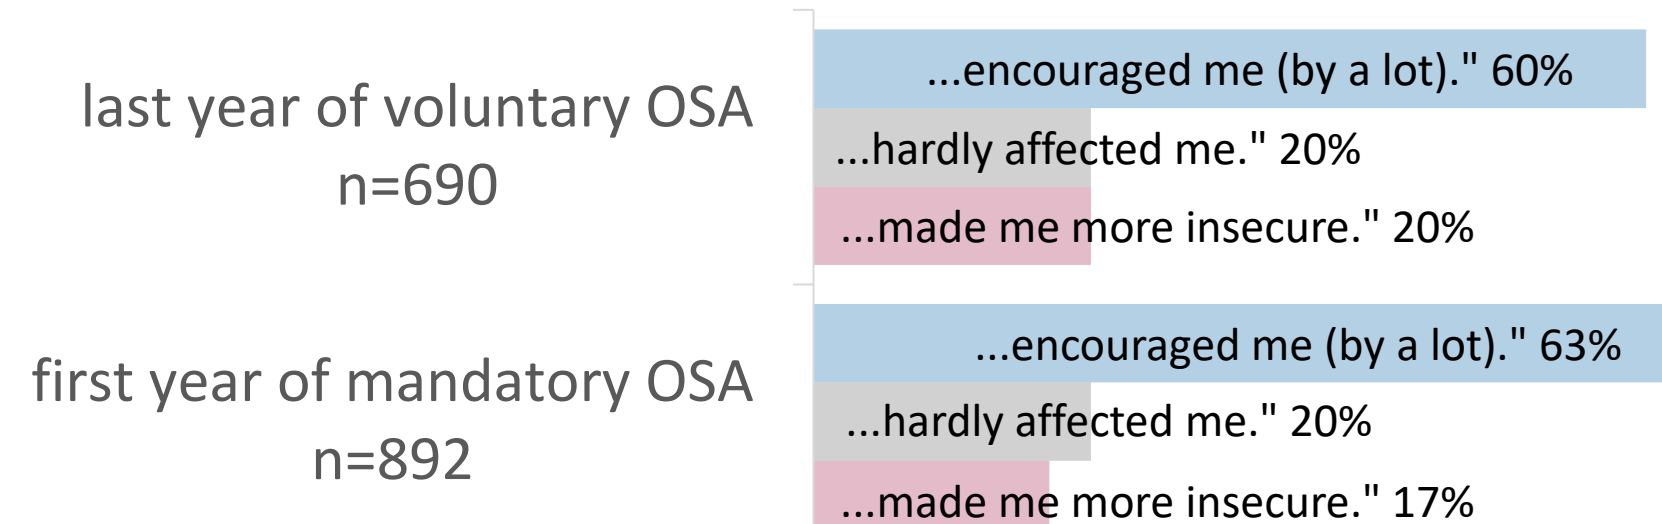 last year of voluntary OSA
n=690
...encouraged me (by a lot)." 60%
...hardly affected me." 20%
...made me more insecure." 20%
first year of mandatory OSA
n=892
...encouraged me (by a lot)." 63%
...hardly affected me." 20%
...made me more insecure." 17%